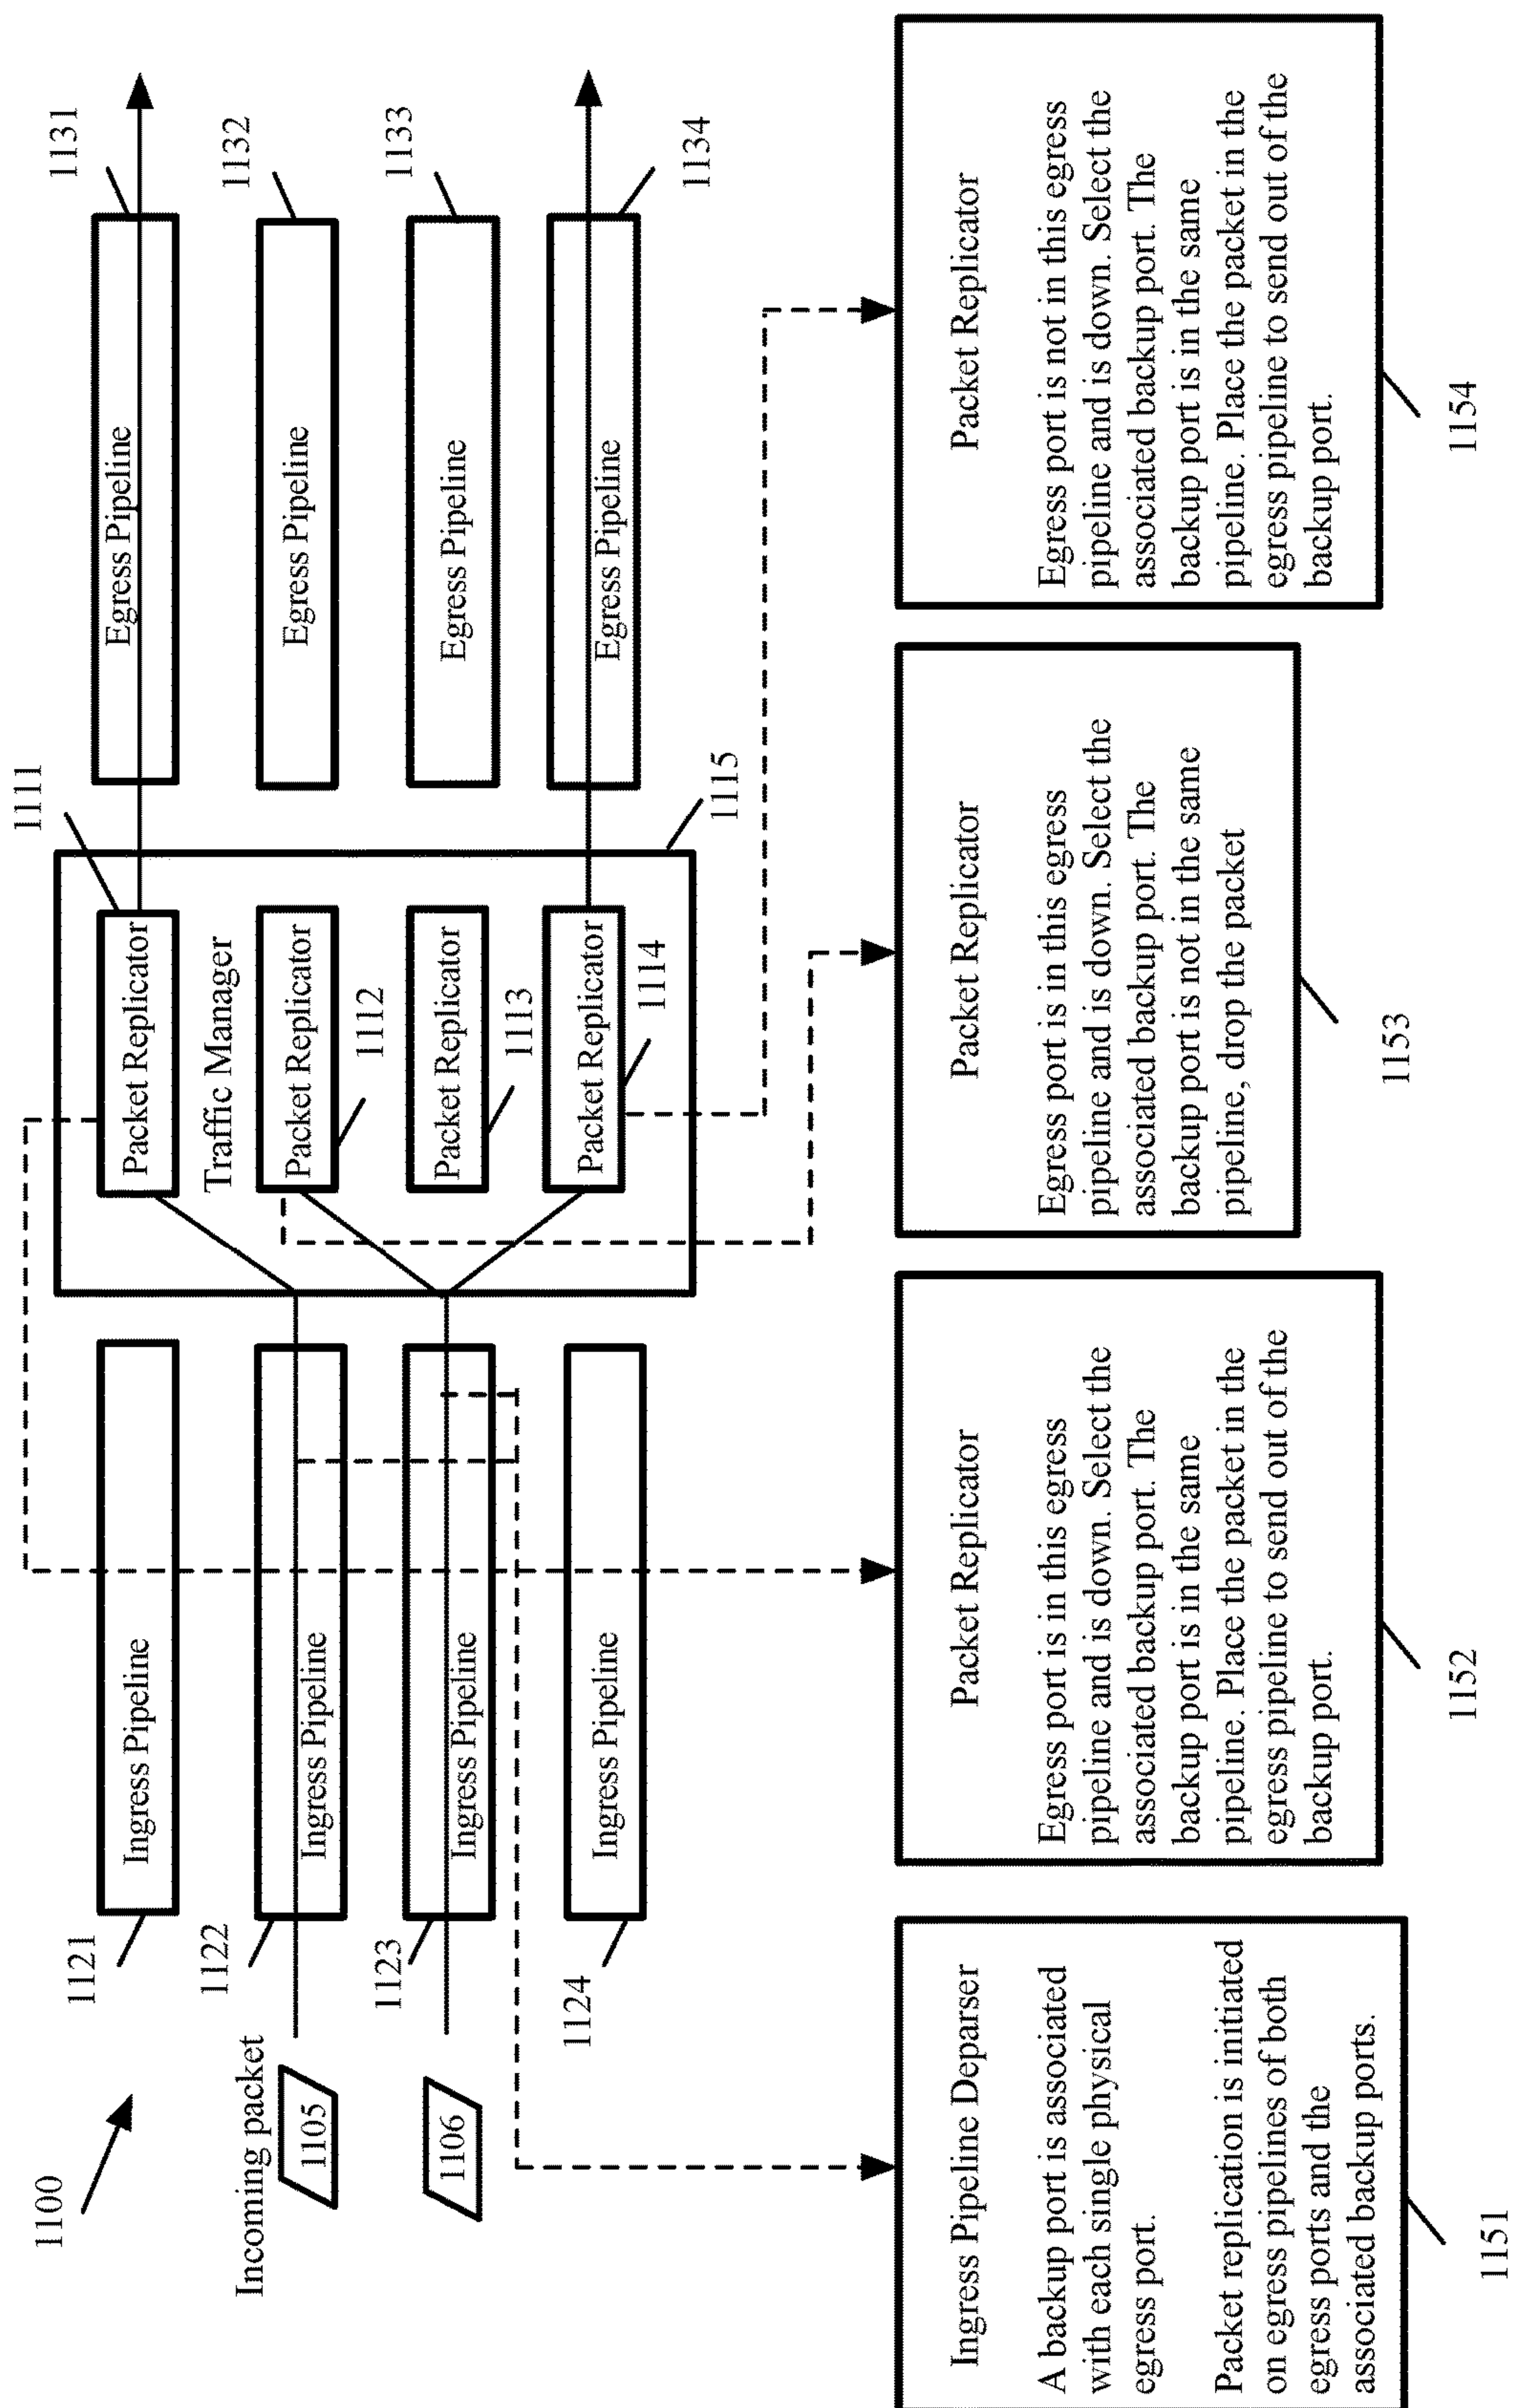 1100
Incoming packet
1105
1106
1121
Ingress Pipeline
1122
Ingress Pipeline
1123
Ingress Pipeline
1124
Ingress Pipeline
1111
Packet Replicator
Traffic Manager
Packet Replicator
1112
Packet Replicator
1113
Packet Replicator
1114
1115
Egress Pipeline
1131
Egress Pipeline
1132
Egress Pipeline
1133
Egress Pipeline
1134
Ingress Pipeline Deparser
A backup port is associated
with each single physical
egress port.
Packet replication is initiated
on egress pipelines of both
egress ports and the
associated backup ports.
1151
Packet Replicator
Egress port is in this egress
pipeline and is down. Select the
associated backup port. The
backup port is in the same
pipeline. Place the packet in the
egress pipeline to send out of the
backup port.
1152
Packet Replicator
Egress port is in this egress
pipeline and is down. Select the
associated backup port. The
backup port is not in the same
pipeline, drop the packet
1153
Packet Replicator
Egress port is not in this egress
pipeline and is down. Select the
associated backup port. The
backup port is in the same
pipeline. Place the packet in the
egress pipeline to send out of the
backup port.
1154